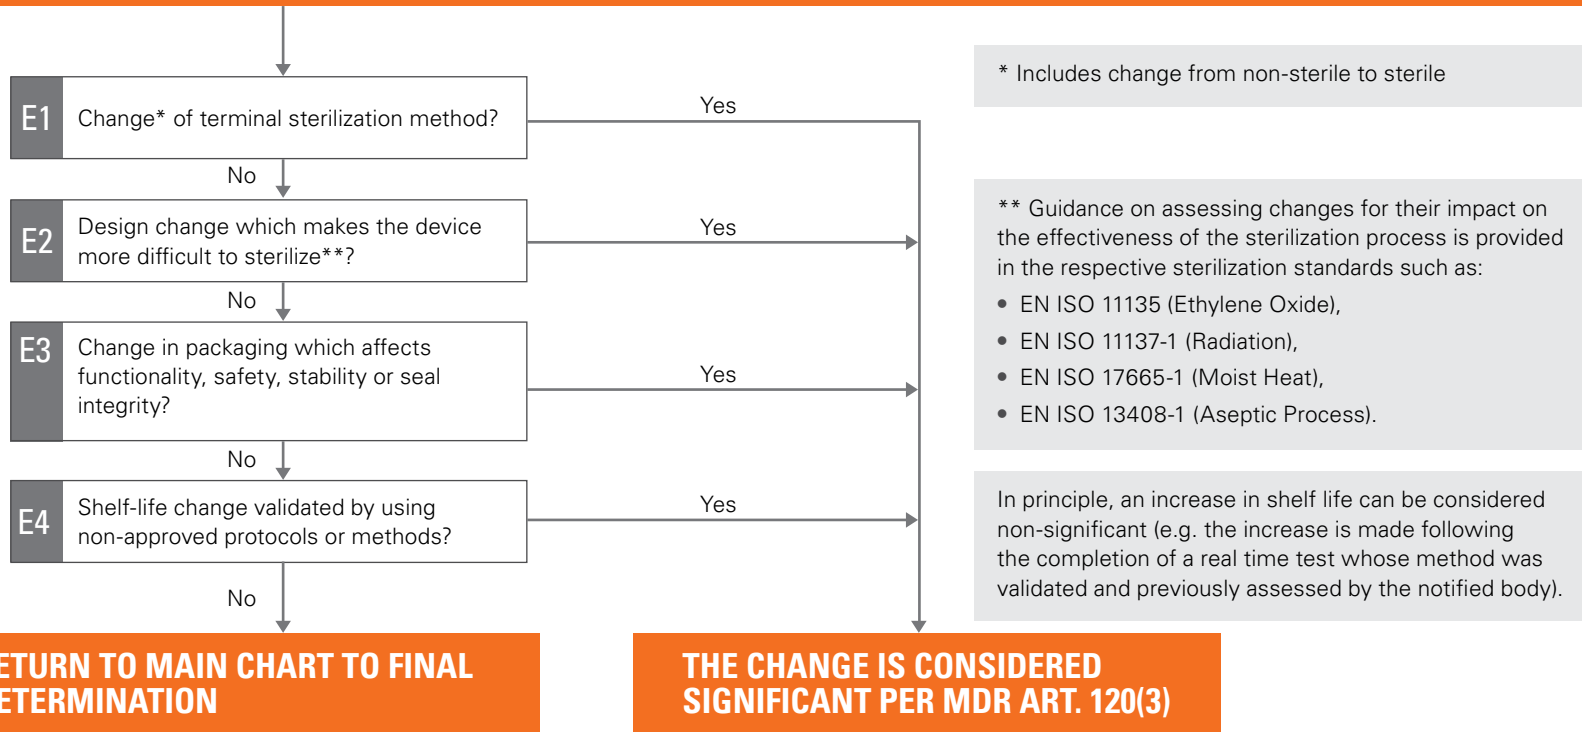 E1
Change* of terminal sterilization method?
Yes
No
E2
Design change which makes the device
more difficult to sterilize**?
Yes
No
E3
Change in packaging which affects
functionality, safety, stability or seal
integrity?
Yes
No
E4
Shelf-life change validated by using
non-approved protocols or methods?
Yes
No
ETURN TO MAIN CHART TO FINAL
ETERMINATION
THE CHANGE IS CONSIDERED
SIGNIFICANT PER MDR ART. 120(3)
* Includes change from non-sterile to sterile
** Guidance on assessing changes for their impact on
the effectiveness of the sterilization process is provided
in the respective sterilization standards such as:
• EN ISO 11135 (Ethylene Oxide),
• EN ISO 11137-1 (Radiation),
• EN ISO 17665-1 (Moist Heat),
• EN ISO 13408-1 (Aseptic Process).
In principle, an increase in shelf life can be considered
non-significant (e.g. the increase is made following
the completion of a real time test whose method was
validated and previously assessed by the notified body).